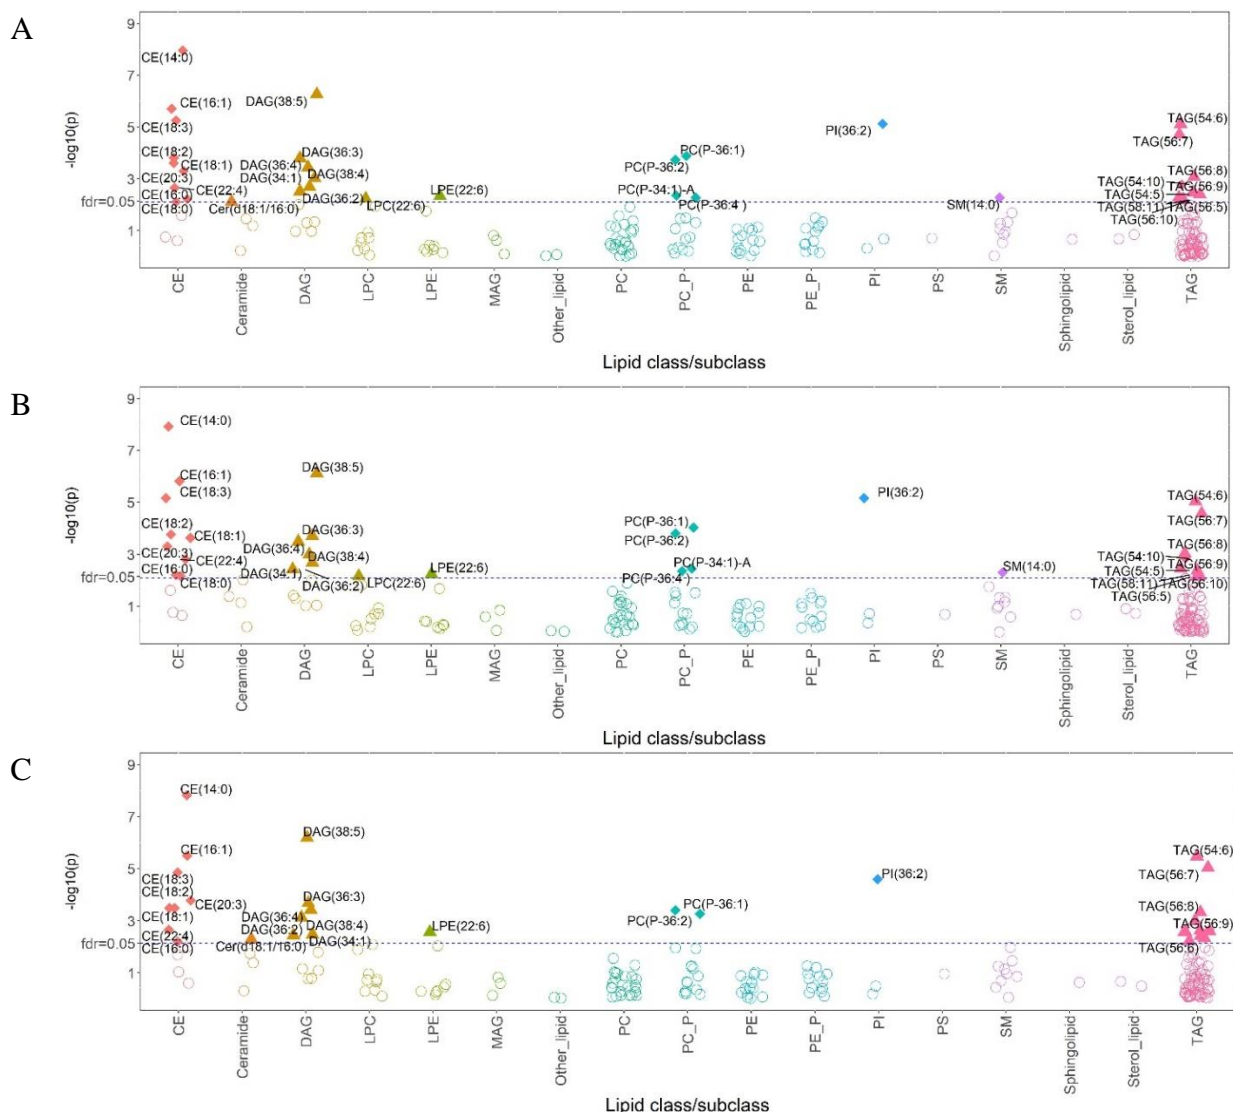 A
-log10(p)
9
7
5
3
fdr=0.05
1
CE(14:0)
CE(16:1)
CE(18:3)
CE(18:2)
CE(18:1)
CE(20:3)
CE(22:4)
CE(16:0)
CE(18:0)
Cer(d18:1/16:0)
DAG(38:5)
DAG(36:3)
DAG(36:4)
DAG(38:4)
DAG(34:1)
DAG(36:2)
LPC(22:6)
LPE(22:6)
PC(P-36:1)
PC(P-36:2)
PC(P-34:1)-A
PC(P-36:4 )
PI(36:2)
SM(14:0)
TAG(54:6)
TAG(56:7)
TAG(56:8)
TAG(54:10)
TAG(56:9)
TAG(54:5)
TAG(58:11)
TAG(56:5)
TAG(56:10)
CE
Ceramide
DAG
LPC
LPE
MAG
Other_lipid
PC
PC_P
PE
PE_P
PI
PS
SM
Sphingolipid
Sterol_lipid
TAG
Lipid class/subclass
B
-log10(p)
9
7
5
3
fdr=0.05
1
CE(14:0)
CE(16:1)
CE(18:3)
CE(18:2)
CE(18:1)
CE(20:3)
CE(22:4)
CE(16:0)
CE(18:0)
DAG(38:5)
DAG(36:3)
DAG(36:4)
DAG(38:4)
DAG(34:1)
DAG(36:2)
LPC(22:6)
LPE(22:6)
PC(P-36:1)
PC(P-36:2)
PC(P-34:1)-A
PC(P-36:4 )
PI(36:2)
SM(14:0)
TAG(54:6)
TAG(56:7)
TAG(56:8)
TAG(54:10)
TAG(56:9)
TAG(54:5)
TAG(58:11)
TAG(56:10)
TAG(56:5)
CE
Ceramide
DAG
LPC
LPE
MAG
Other_lipid
PC
PC_P
PE
PE_P
PI
PS
SM
Sphingolipid
Sterol_lipid
TAG
Lipid class/subclass
C
-log10(p)
9
7
5
3
fdr=0.05
1
CE(14:0)
CE(16:1)
CE(18:3)
CE(18:2)
CE(20:3)
CE(18:1)
CE(22:4)
CE(16:0)
Cer(d18:1/16:0)
DAG(38:5)
DAG(36:3)
DAG(36:4)
DAG(36:2)
DAG(38:4)
DAG(34:1)
LPE(22:6)
PC(P-36:1)
PC(P-36:2)
PI(36:2)
TAG(54:6)
TAG(56:7)
TAG(56:8)
TAG(56:9)
TAG(56:6)
CE
Ceramide
DAG
LPC
LPE
MAG
Other_lipid
PC
PC_P
PE
PE_P
PI
PS
SM
Sphingolipid
Sterol_lipid
TAG
Lipid class/subclass